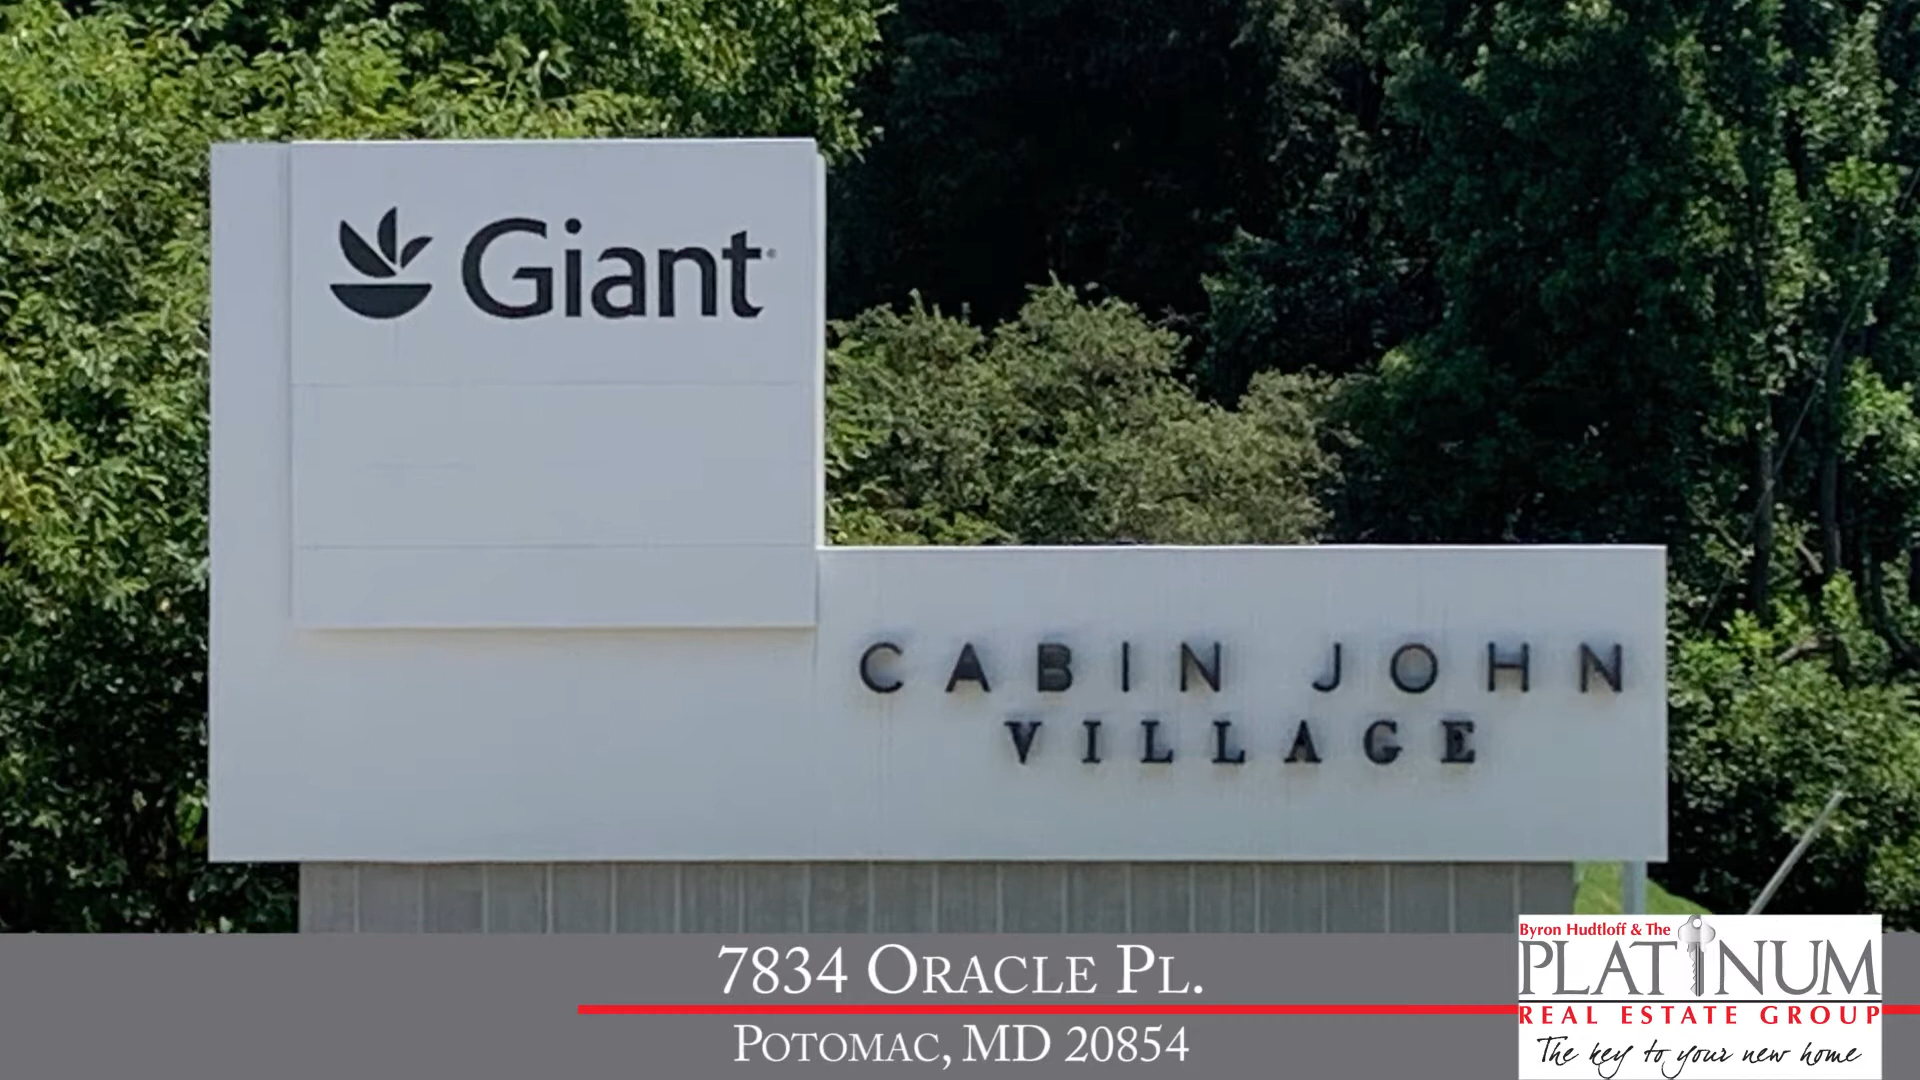 Giant
CABIN JOHN
VILLAGE
7834 ORACLE PL.
POTOMAC, MD 20854
Byron Hudtloff & The
PLATINUM
REAL ESTATE GROUP
The key to your new home